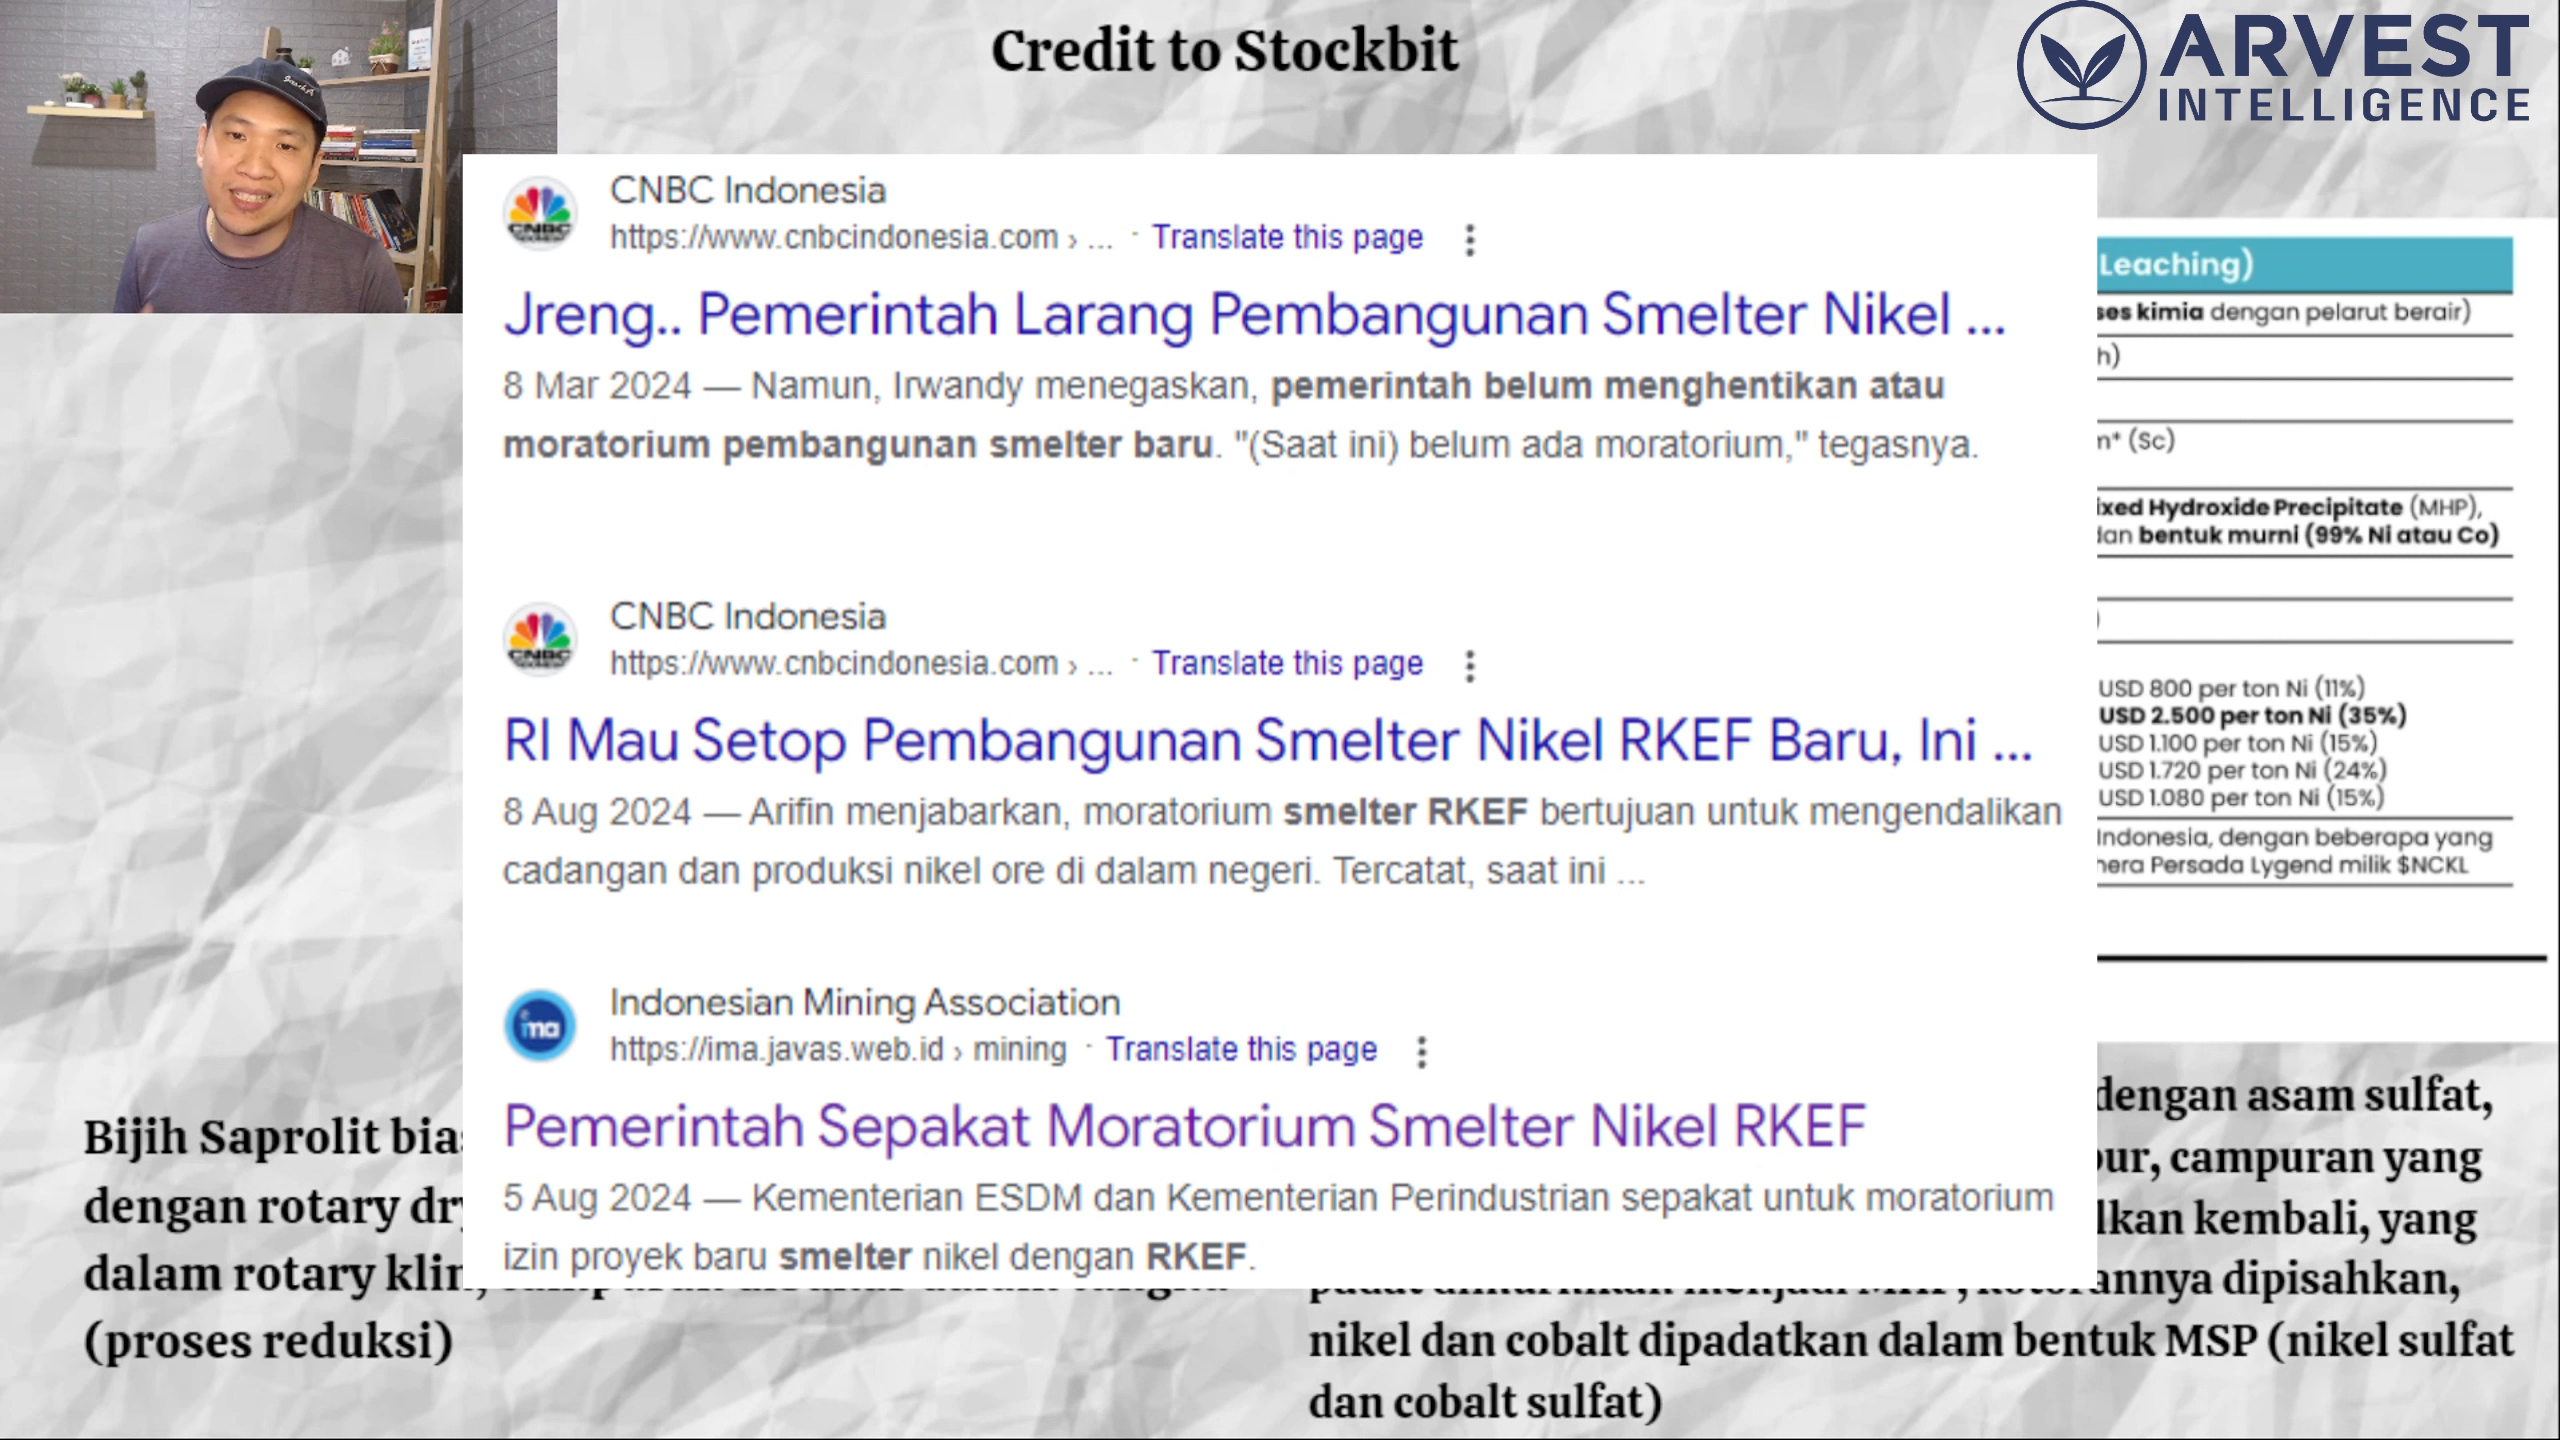 Credit to Stockbit
ARVEST
INTELLIGENCE
CNBC Indonesia
https://www.cnbcindonesia.com › ... · Translate this page
Jreng.. Pemerintah Larang Pembangunan Smelter Nikel ...
8 Mar 2024 — Namun, Irwandy menegaskan, pemerintah belum menghentikan atau
moratorium pembangunan smelter baru. "(Saat ini) belum ada moratorium," tegasnya.
CNBC Indonesia
https://www.cnbcindonesia.com › ... · Translate this page
RI Mau Setop Pembangunan Smelter Nikel RKEF Baru, Ini ...
8 Aug 2024 — Arifin menjabarkan, moratorium smelter RKEF bertujuan untuk mengendalikan
cadangan dan produksi nikel ore di dalam negeri. Tercatat, saat ini ...
ima
Indonesian Mining Association
https://ima.javas.web.id › mining · Translate this page
Pemerintah Sepakat Moratorium Smelter Nikel RKEF
5 Aug 2024 — Kementerian ESDM dan Kementerian Perindustrian sepakat untuk moratorium
izin proyek baru smelter nikel dengan RKEF.
Leaching)
kimia dengan pelarut berair)
(Sc)
Hydroxide Precipitate (MHP),
bentuk murni (99% Ni atau Co)
USD 800 per ton Ni (11%)
USD 2.500 per ton Ni (35%)
USD 1.100 per ton Ni (15%)
USD 1.720 per ton Ni (24%)
USD 1.080 per ton Ni (15%)
Indonesia, dengan beberapa yang
Persada Lygend milik $NCKL
Bijih Saprolit
dengan rotary
dalam rotary
(proses reduksi)
dengan asam sulfat,
campuran yang
kembali, yang
dipisahkan,
nikel dan cobalt dipadatkan dalam bentuk MSP (nikel sulfat
dan cobalt sulfat)